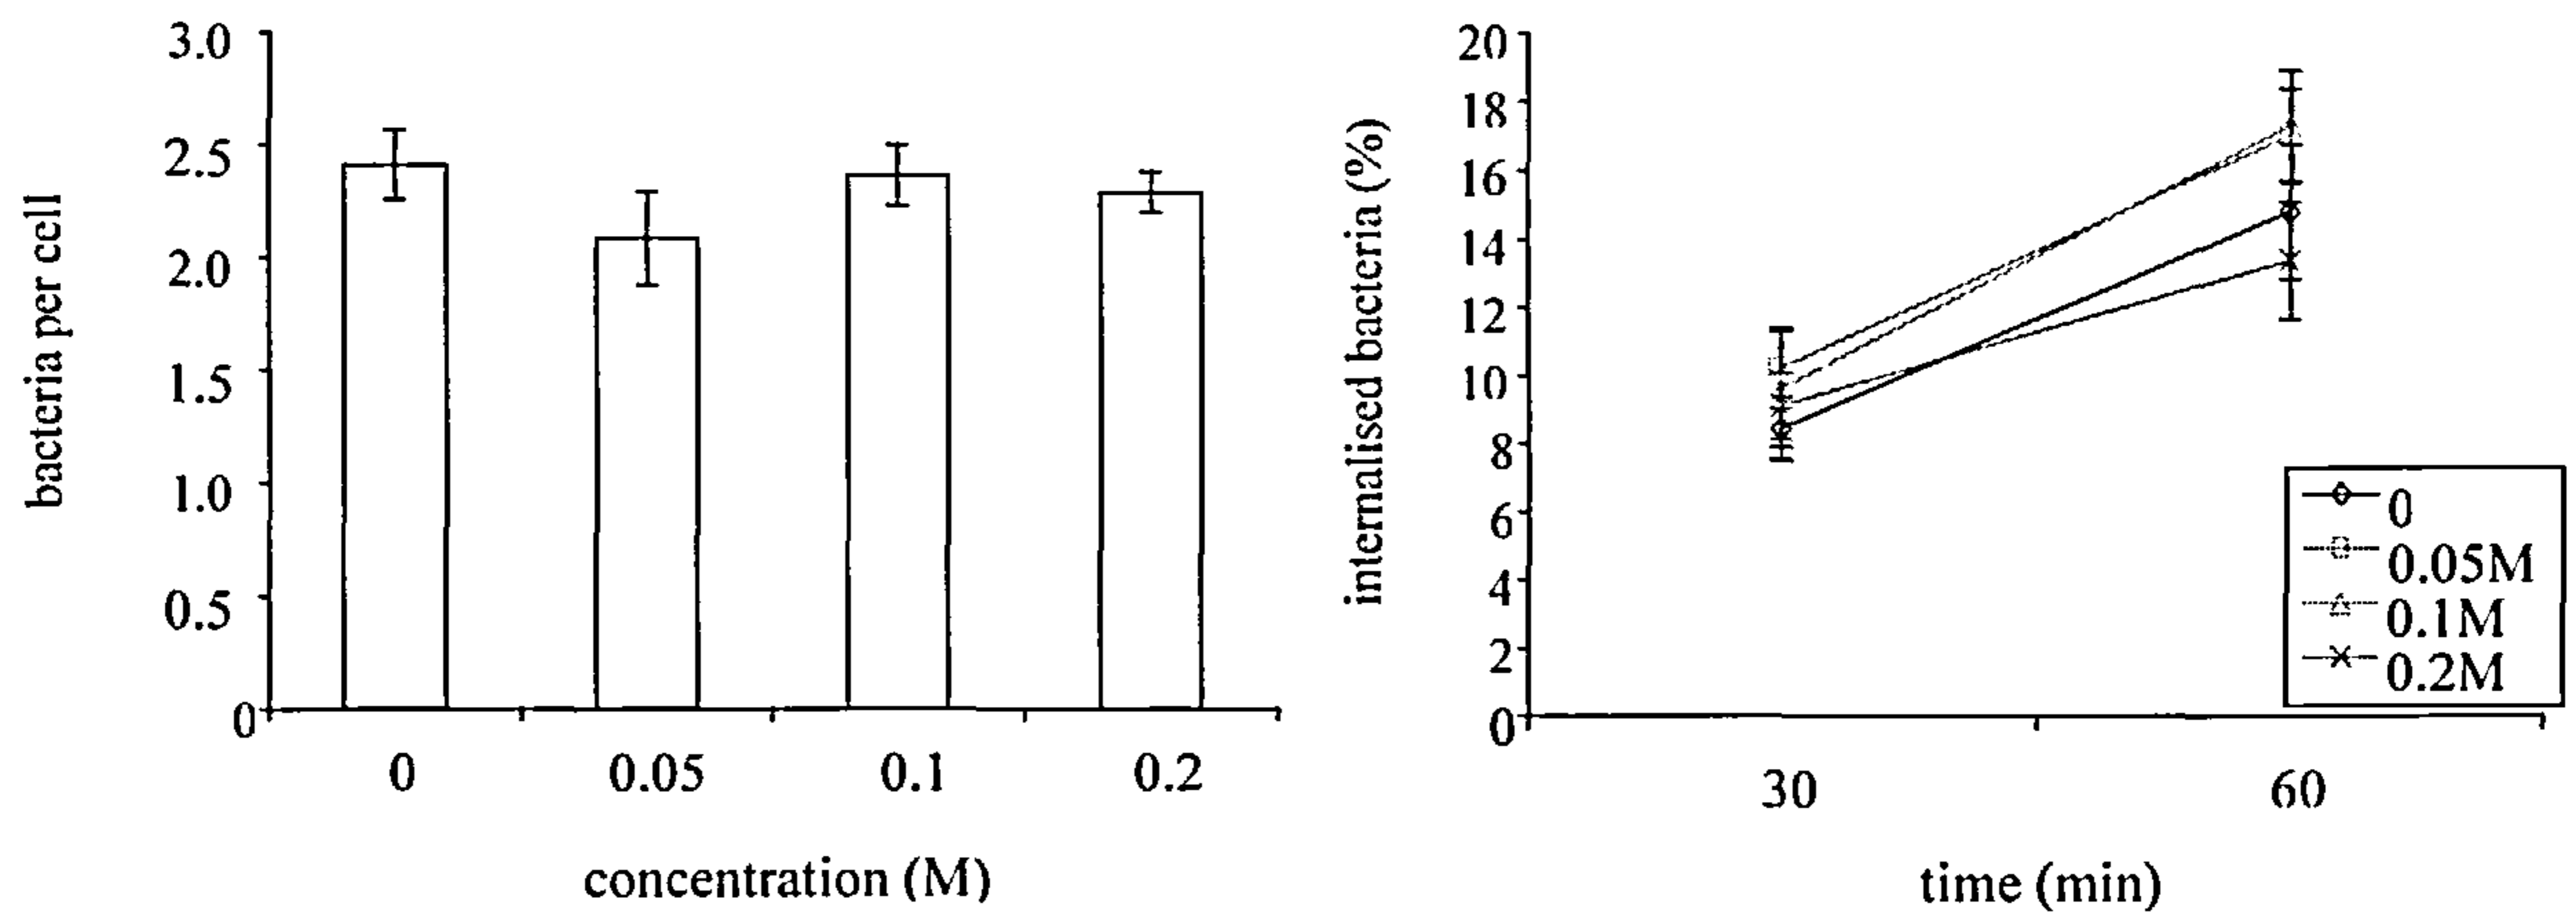 bacteria per cell
3.0
2.5
2.0
1.5
1.0
0.5
0
0 0.05 0.1 0.2
concentration (M)
internalised bacteria (%)
20
18
16
14
12
10
8
6
4
2
0
30 60
time (min)
0
0.05M
0.1M
0.2M